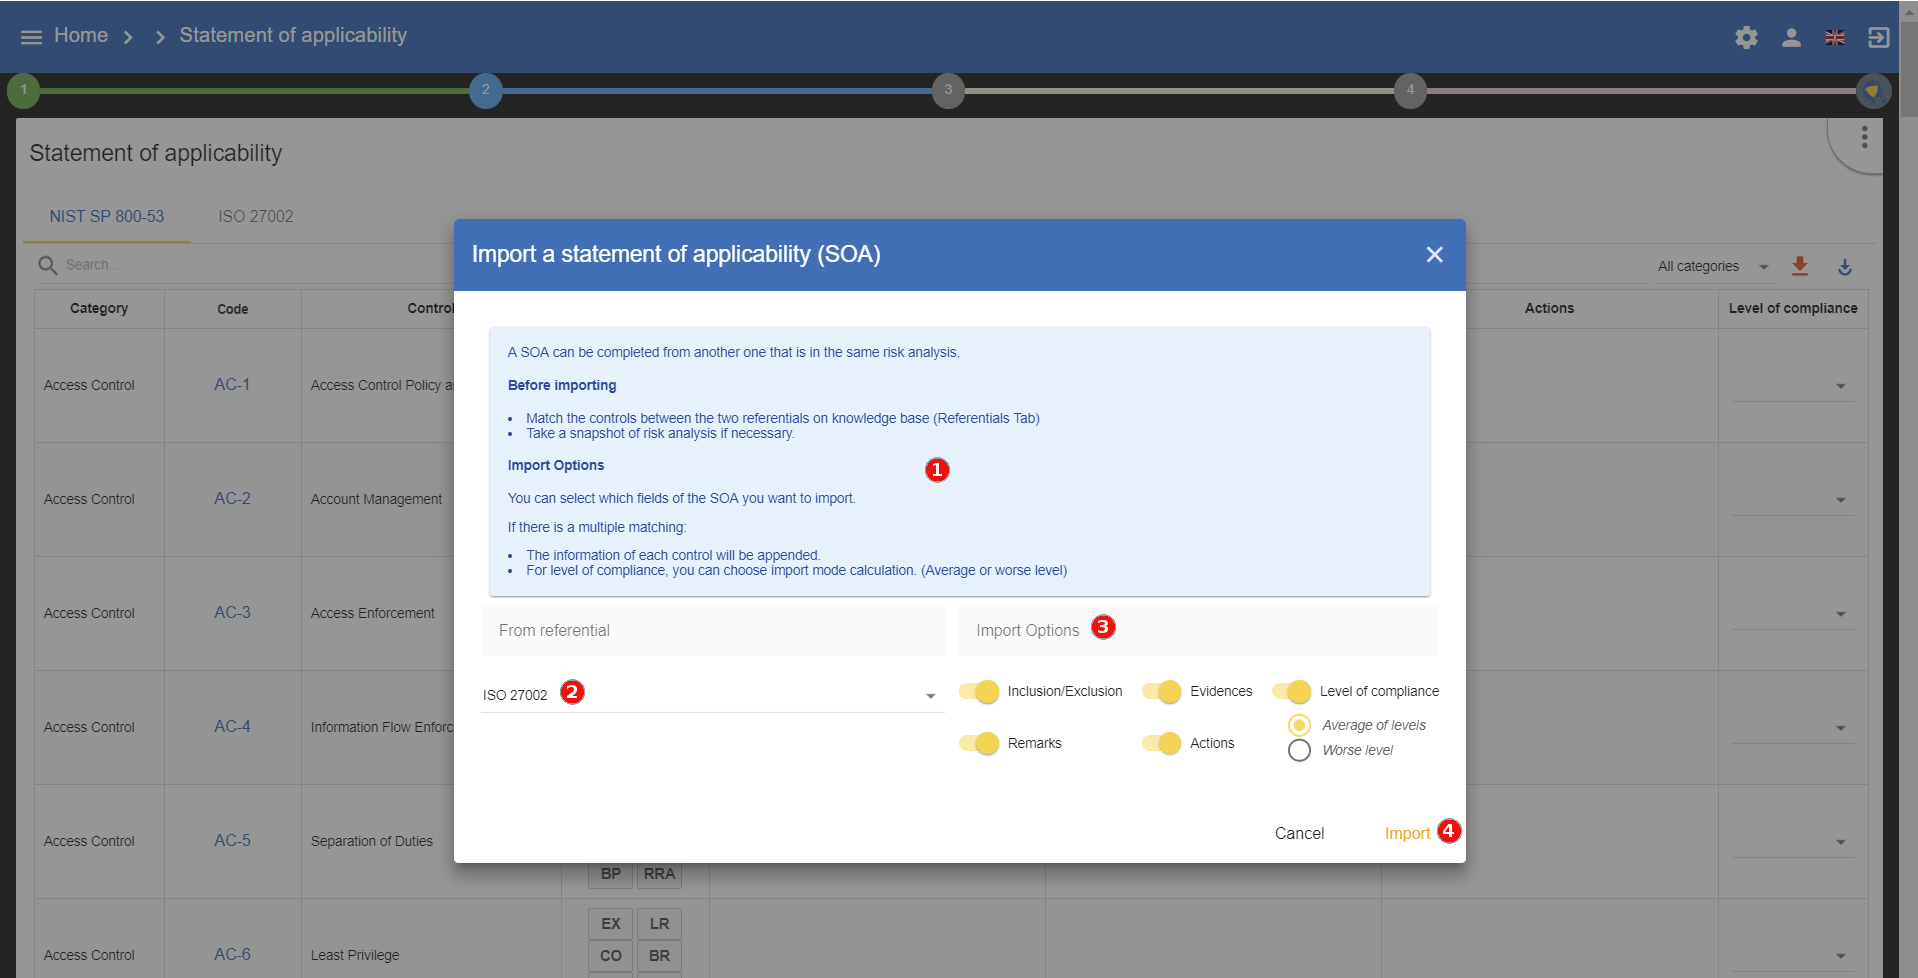 Home > > Statement of applicability
1
2
3
4
Statement of applicability
NIST SP 800-53
ISO 27002
Search...
All categories
Category
Code
Control
Actions
Level of compliance
Access Control
AC-1
Access Control Policy a
Access Control
AC-2
Account Management
Access Control
AC-3
Access Enforcement
Access Control
AC-4
Information Flow Enforc
Access Control
AC-5
Separation of Duties
BP
RRA
Access Control
AC-6
Least Privilege
EX
LR
CO
BR
Import a statement of applicability (SOA)
A SOA can be completed from another one that is in the same risk analysis.
Before importing
• Match the controls between the two referentials on knowledge base (Referentials Tab)
• Take a snapshot of risk analysis if necessary.
Import Options
1
You can select which fields of the SOA you want to import.
If there is a multiple matching:
• The information of each control will be appended.
• For level of compliance, you can choose import mode calculation. (Average or worse level)
From referential
Import Options
3
ISO 27002
2
Inclusion/Exclusion
Evidences
Level of compliance
Average of levels
Remarks
Actions
Worse level
Cancel
Import
4